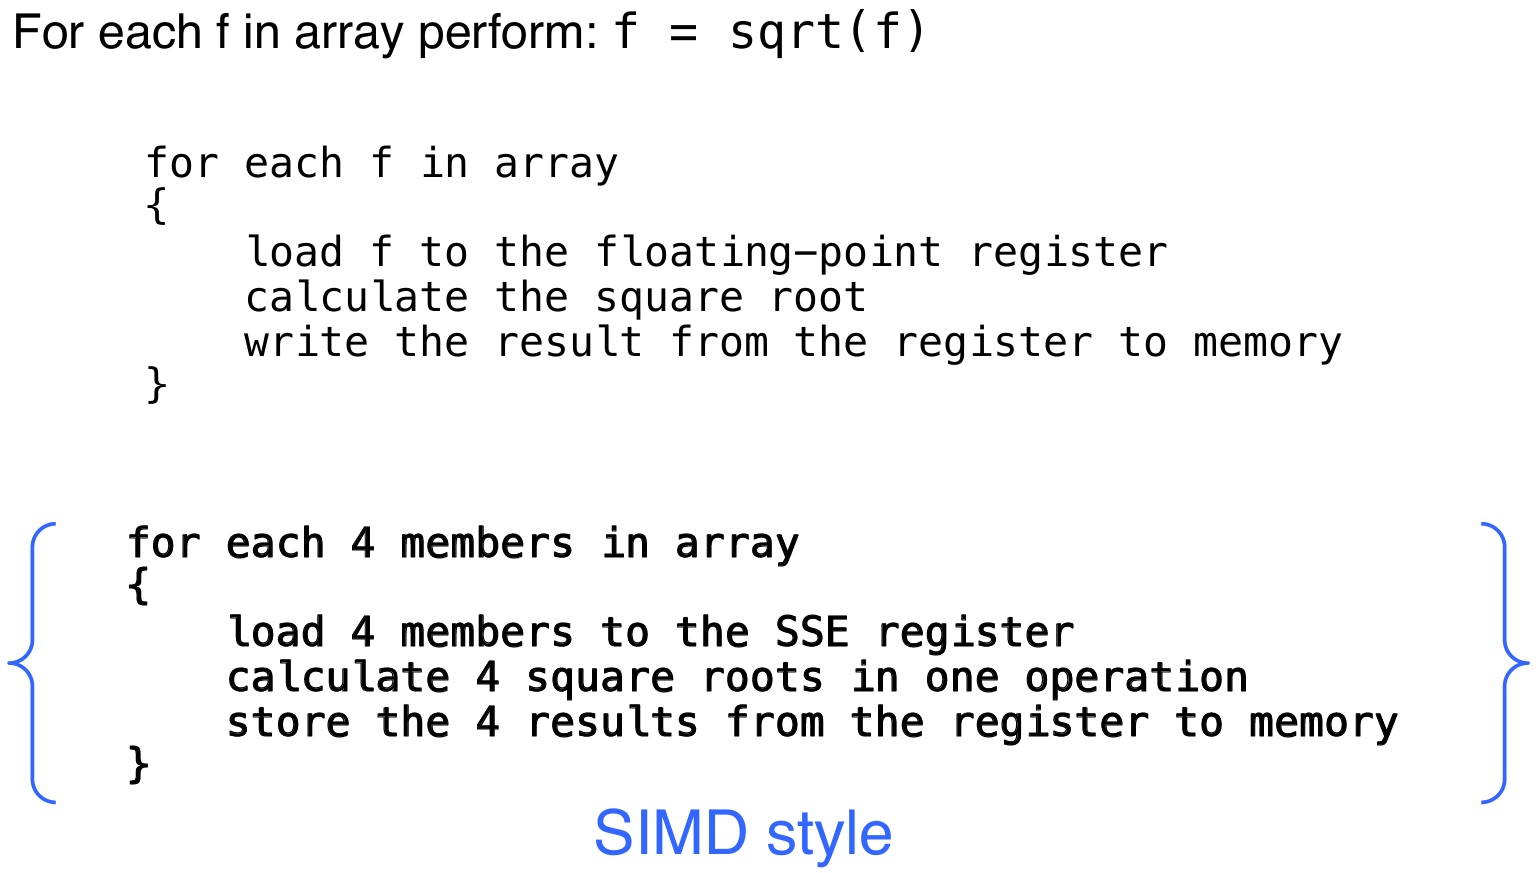 For each f in array perform: f = sqrt(f)
for each f in array
{
    load f to the floating-point register
    calculate the square root
    write the result from the register to memory
}
for each 4 members in array
{
    load 4 members to the SSE register
    calculate 4 square roots in one operation
    store the 4 results from the register to memory
}
SIMD style